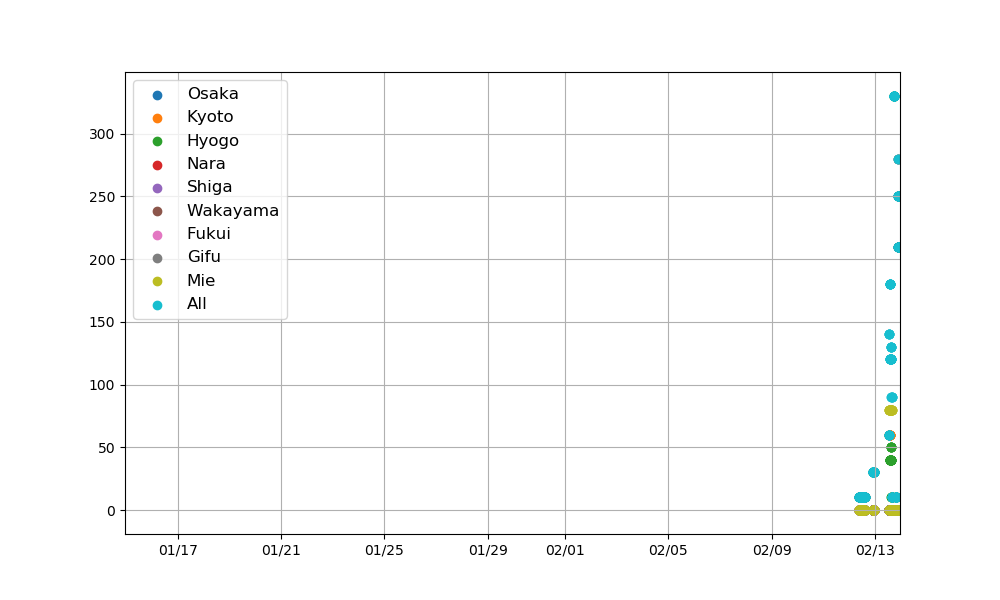 Osaka
Kyoto
Hyogo
Nara
Shiga
Wakayama
Fukui
Gifu
Mie
All
300
250
200
150
100
50
0
01/17 01/21 01/25 01/29 02/01 02/05 02/09 02/13